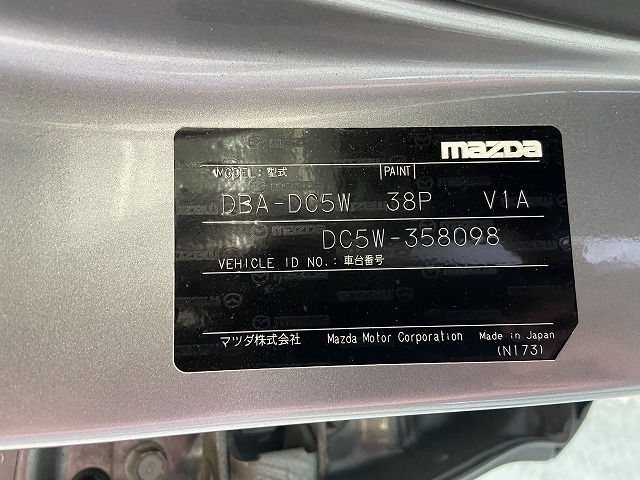 mazda
MODEL:型式 PAINT
DBA-DC5W 38P V1A
DC5W-358098
VEHICLE ID NO.:車台番号
マツダ株式会社 Mazda Motor Corporation Made in Japan
(N173)